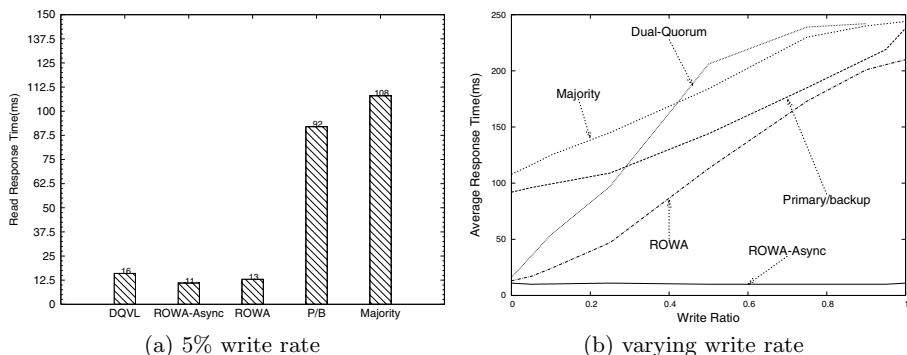 150
137.5
125
112.5
100
87.5
75
62.5
50
37.5
25
12.5
0
Read Response Time(ms)
16
11
13
92
108
DQVL ROWA-Async ROWA P/B Majority
(a) 5% write rate
250
200
150
100
50
10
0
Average Response Time(ms)
Dual-Quorum
Majority
Primary/backup
ROWA
ROWA-Async
0 0.2 0.4 0.6 0.8 1
Write Ratio
(b) varying write rate